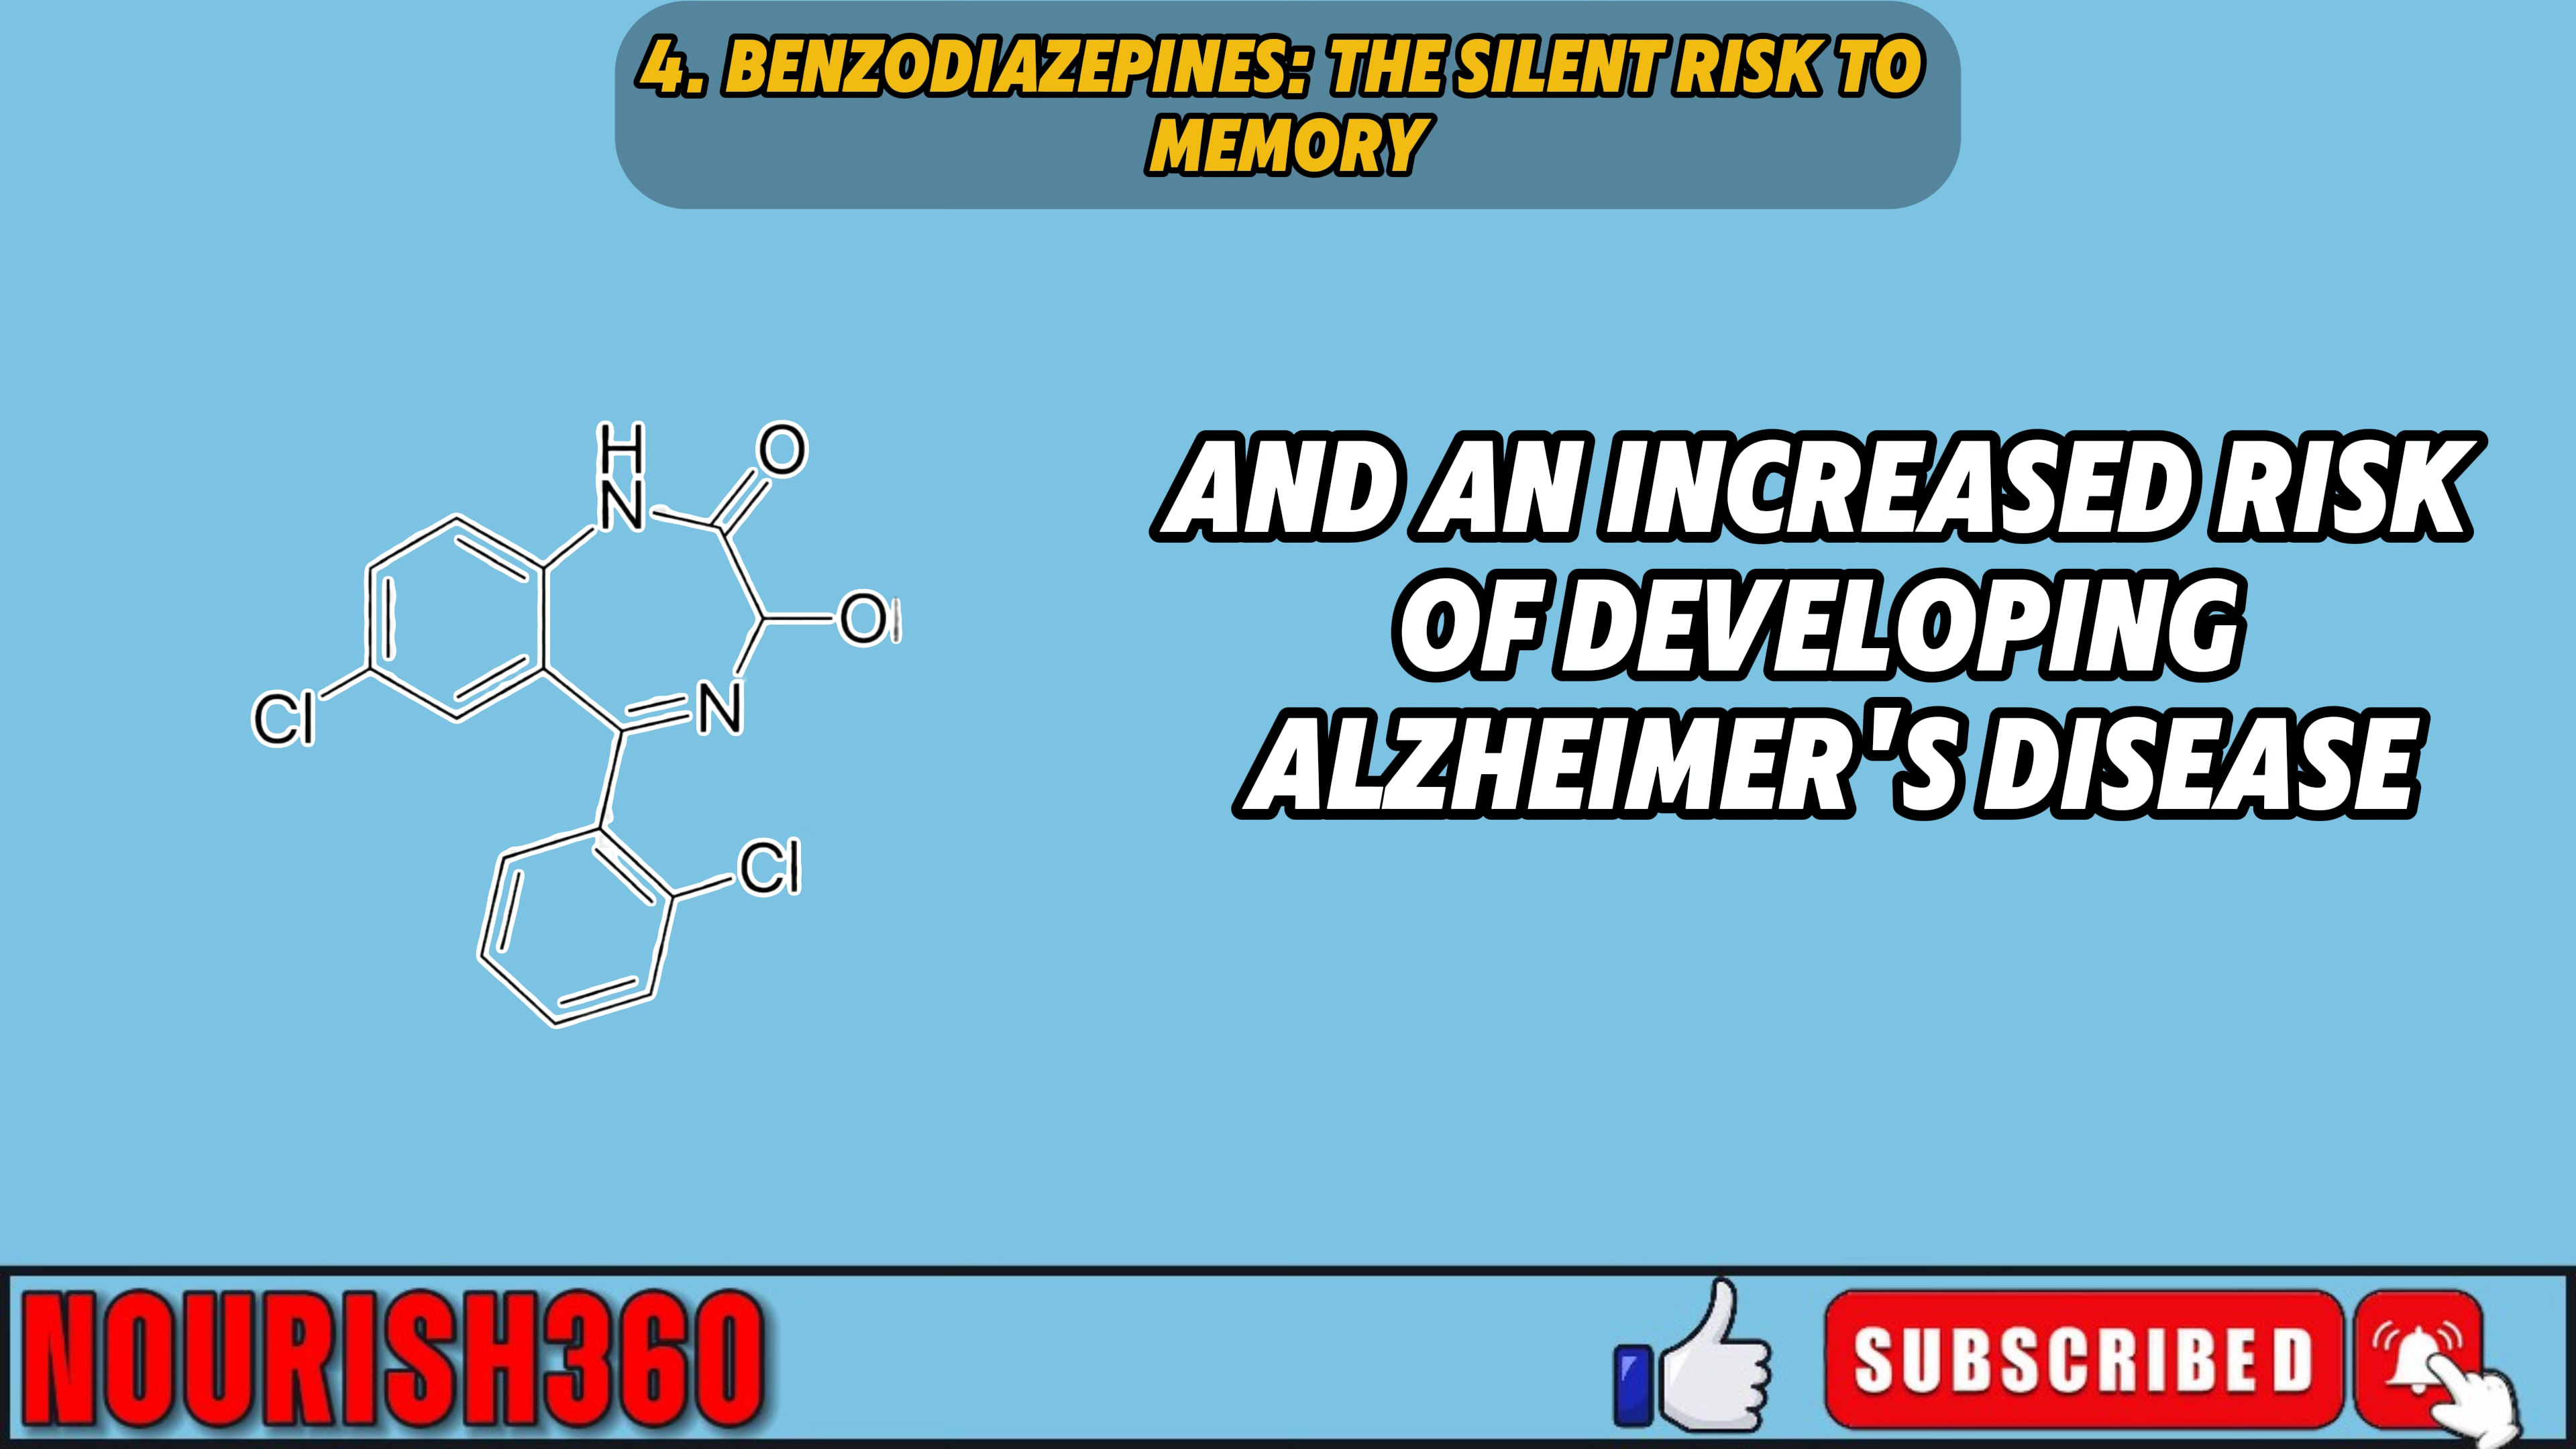 4. BENZODIAZEPINES: THE SILENT RISK TO
MEMORY
H
N
O
OI
N
Cl
Cl
AND AN INCREASED RISK
OF DEVELOPING
ALZHEIMER'S DISEASE
NOURISH360
SUBSCRIBED